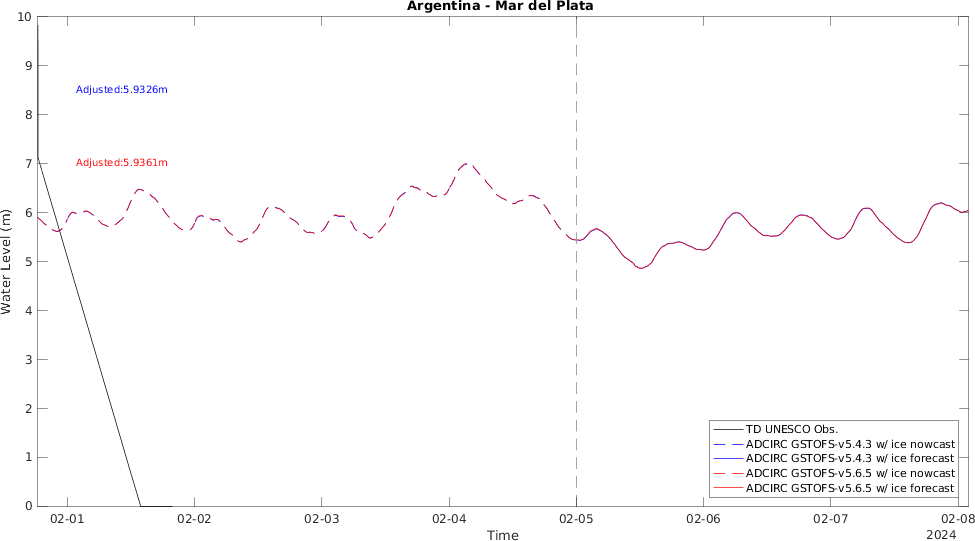 Argentina - Mar del Plata
10
9
8
7
6
5
4
3
2
1
0
Water Level (m)
Adjusted:5.9326m
Adjusted:5.9361m
TD UNESCO Obs.
ADCIRC GSTOFS-v5.4.3 w/ ice nowcast
ADCIRC GSTOFS-v5.4.3 w/ ice forecast
ADCIRC GSTOFS-v5.6.5 w/ ice nowcast
ADCIRC GSTOFS-v5.6.5 w/ ice forecast
02-01 02-02 02-03 02-04 02-05 02-06 02-07 02-08
Time
2024